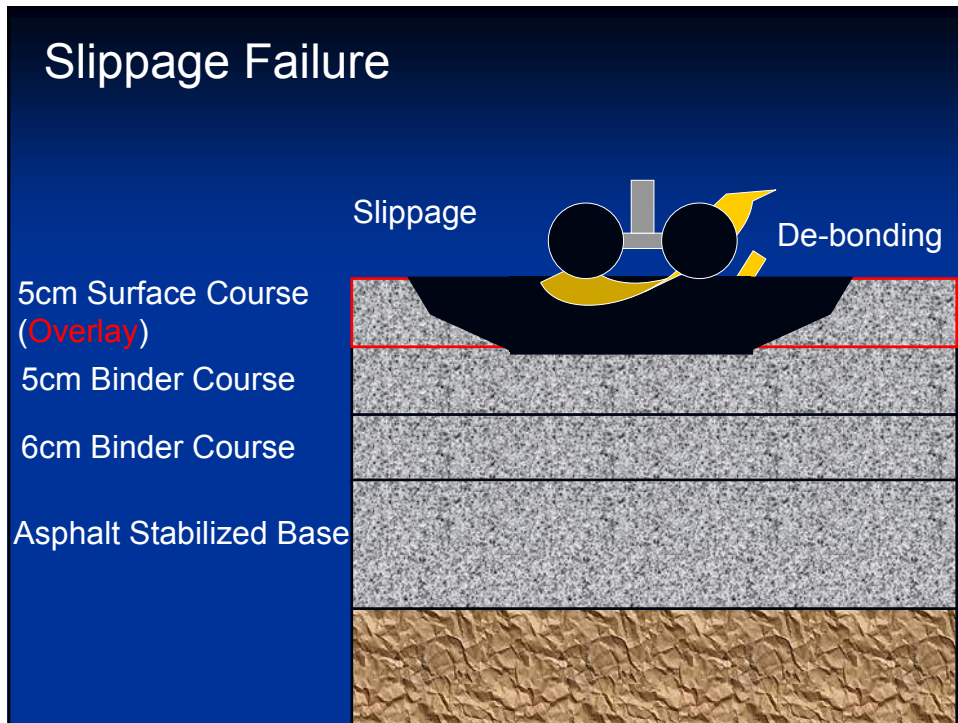 Slippage Failure
Slippage
De-bonding
5cm Surface Course
(Overlay)
5cm Binder Course
6cm Binder Course
Asphalt Stabilized Base